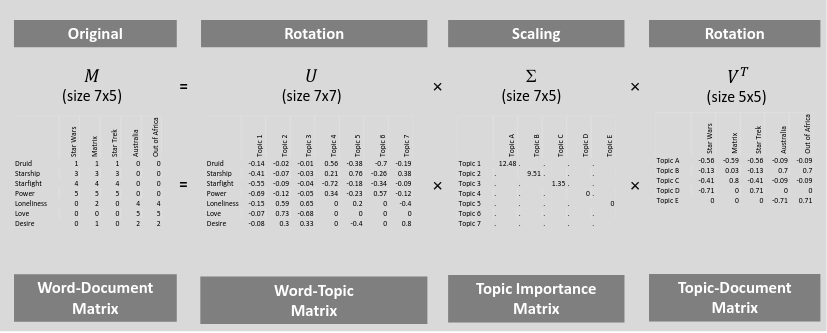 Original Rotation Scaling Rotation
M = U × Σ × Vᵀ
(size 7x5) (size 7x7) (size 7x5) (size 5x5)
Star Wars Matrix Star Trek Australia Out of Africa
Druid 1 1 1 0 0
Starship 3 3 3 0 0
Starflight 4 4 4 0 0
Power 5 5 5 0 0
Loneliness 0 2 0 4 4
Love 0 0 0 5 5
Desire 0 1 0 2 2
=
Topic 1 Topic 2 Topic 3 Topic 4 Topic 5 Topic 6 Topic 7
Druid -0.14 -0.02 -0.01 0.56 -0.38 -0.7 -0.19
Starship -0.41 -0.07 -0.03 0.21 0.76 -0.26 0.38
Starflight -0.55 -0.09 -0.04 -0.72 -0.18 -0.34 -0.09
Power -0.69 -0.12 -0.05 0.34 -0.23 0.57 -0.12
Loneliness -0.15 0.59 0.65 0 0.2 0 -0.4
Love -0.07 0.73 -0.68 0 0 0 0
Desire -0.08 0.3 0.33 0 -0.4 0 0.8
×
Topic A Topic B Topic C Topic D Topic E
Topic 1 12.48 . . . .
Topic 2 . 9.51 . . .
Topic 3 . . 1.35 . .
Topic 4 . . . 0 .
Topic 5 . . . . 0
Topic 6 . . . .
Topic 7 . . . .
×
Star Wars Matrix Star Trek Australia Out of Africa
Topic A -0.56 -0.59 -0.56 -0.09 -0.09
Topic B -0.13 0.03 -0.13 0.7 0.7
Topic C -0.41 0.8 -0.41 -0.09 -0.09
Topic D -0.71 0 0.71 0 0
Topic E 0 0 0 -0.71 0.71
Word-Document
Matrix
Word-Topic
Matrix
Topic Importance
Matrix
Topic-Document
Matrix